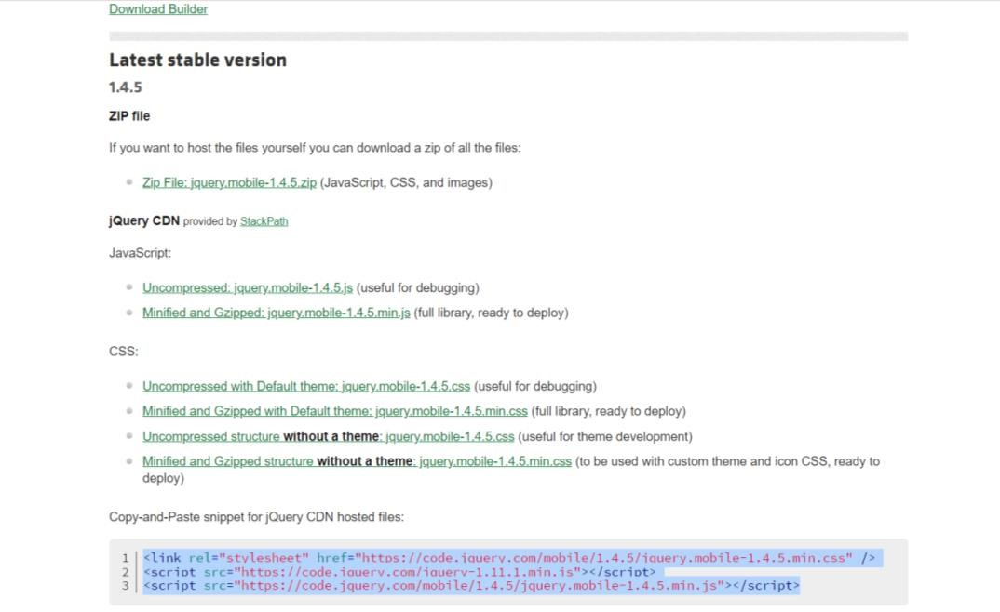 Download Builder
Latest stable version
1.4.5
ZIP file
If you want to host the files yourself you can download a zip of all the files:
Zip File: jquery.mobile-1.4.5.zip (JavaScript, CSS, and images)
jQuery CDN provided by StackPath
JavaScript:
Uncompressed: jquery.mobile-1.4.5.js (useful for debugging)
Minified and Gzipped: jquery.mobile-1.4.5.min.js (full library, ready to deploy)
CSS:
Uncompressed with Default theme: jquery.mobile-1.4.5.css (useful for debugging)
Minified and Gzipped with Default theme: jquery.mobile-1.4.5.min.css (full library, ready to deploy)
Uncompressed structure without a theme: jquery.mobile-1.4.5.css (useful for theme development)
Minified and Gzipped structure without a theme: jquery.mobile-1.4.5.min.css (to be used with custom theme and icon CSS, ready to
deploy)
Copy-and-Paste snippet for jQuery CDN hosted files:
1 <link rel="stylesheet" href="https://code.jquery.com/mobile/1.4.5/jquery.mobile-1.4.5.min.css" />
2 <script src="https://code.jquery.com/jquery-1.11.1.min.js"></script>
3 <script src="https://code.jquery.com/mobile/1.4.5/jquery.mobile-1.4.5.min.js"></script>